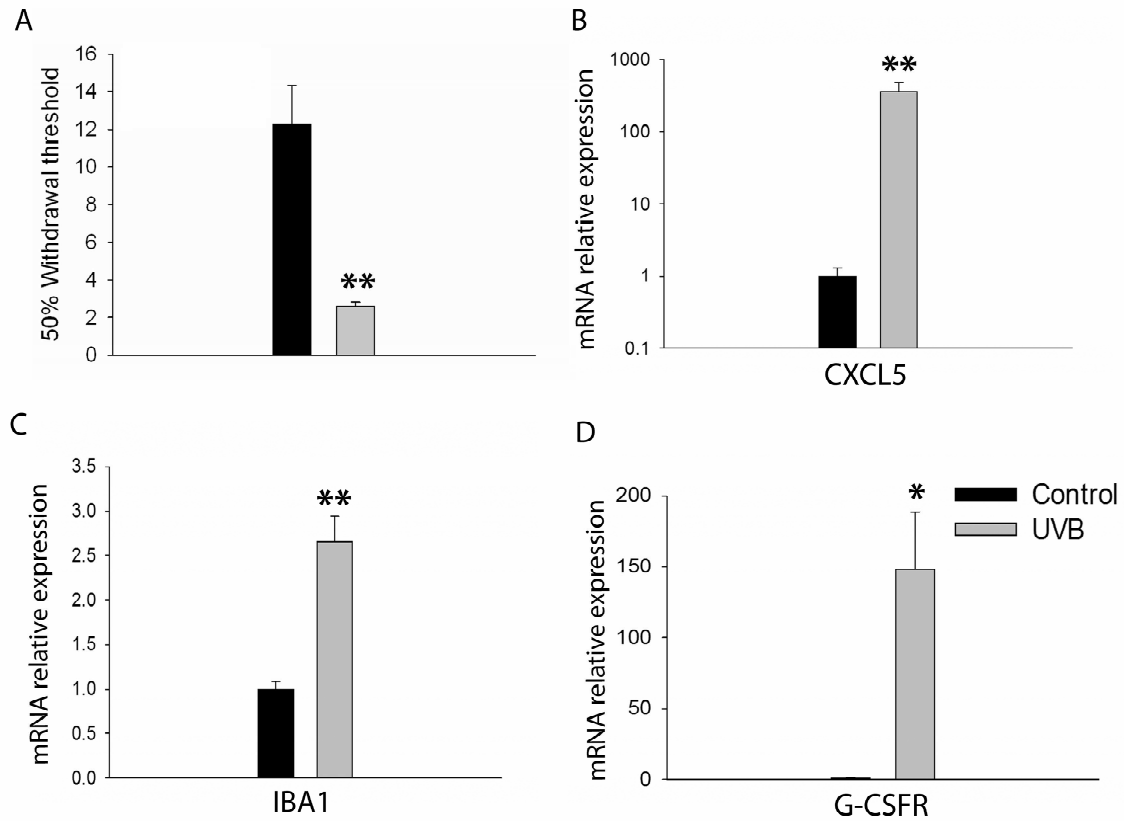 A
50% Withdrawal threshold
16
14
12
10
8
6
4
2
0
**
B
mRNA relative expression
1000
100
10
1
0.1
**
CXCL5
C
mRNA relative expression
3.5
3.0
2.5
2.0
1.5
1.0
0.5
0.0
**
IBA1
D
mRNA relative expression
200
150
100
50
0
*
Control
UVB
G-CSFR